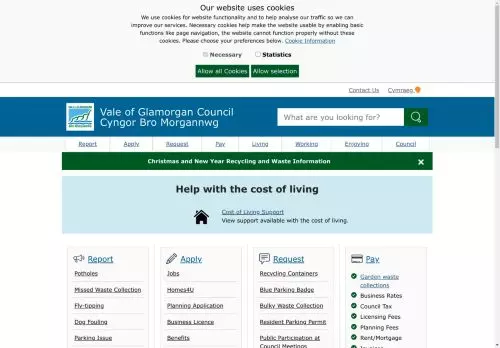 Our website uses cookies
We use cookies for website functionality and to help analyse our traffic so we can
improve our services. Necessary cookies help make the website usable by enabling basic
functions like page navigation, the website cannot function properly without these
cookies. Please choose your preferences below. Cookie Information
Necessary Statistics
Allow all Cookies Allow selection
Contact Us Cymraeg
Vale of Glamorgan Council
Cyngor Bro Morgannwg
What are you looking for?
Report Apply Request Pay Living Working Enjoying Council
Christmas and New Year Recycling and Waste Information
Help with the cost of living
Cost of Living Support
View support available with the cost of living.
Report
Potholes
Missed Waste Collection
Fly-tipping
Dog Fouling
Parking Issue
Apply
Jobs
Homes4U
Planning Application
Business Licence
Benefits
Request
Recycling Containers
Blue Parking Badge
Bulky Waste Collection
Resident Parking Permit
Public Participation at
Council Meetings
Pay
Garden waste
collections
Business Rates
Council Tax
Licensing Fees
Planning Fees
Rent/Mortgage